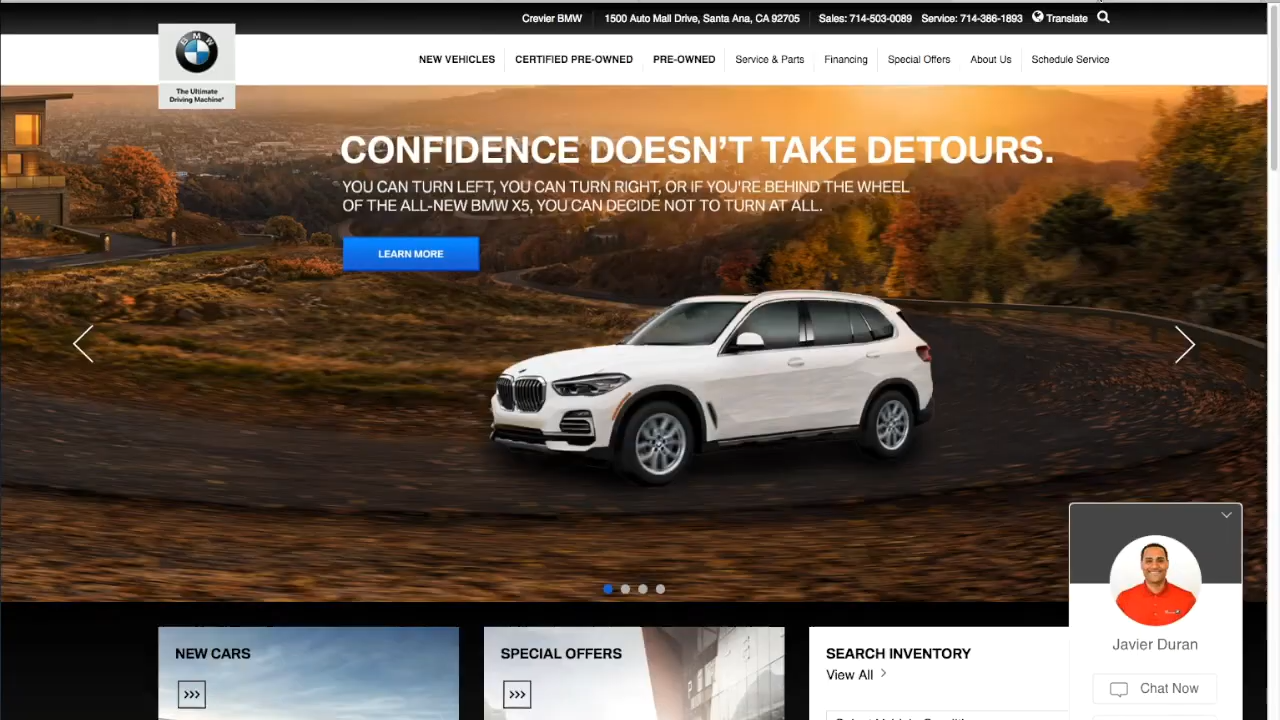 Crevier BMW
1500 Auto Mall Drive, Santa Ana, CA 92705
Sales: 714-503-0089 Service: 714-386-1893
Translate
BMW
The Ultimate
Driving Machine®
NEW VEHICLES
CERTIFIED PRE-OWNED
PRE-OWNED
Service & Parts
Financing
Special Offers
About Us
Schedule Service
CONFIDENCE DOESN'T TAKE DETOURS.
YOU CAN TURN LEFT, YOU CAN TURN RIGHT, OR IF YOU'RE BEHIND THE WHEEL
OF THE ALL-NEW BMW X5, YOU CAN DECIDE NOT TO TURN AT ALL.
LEARN MORE
NEW CARS
SPECIAL OFFERS
SEARCH INVENTORY
View All
Javier Duran
Chat Now